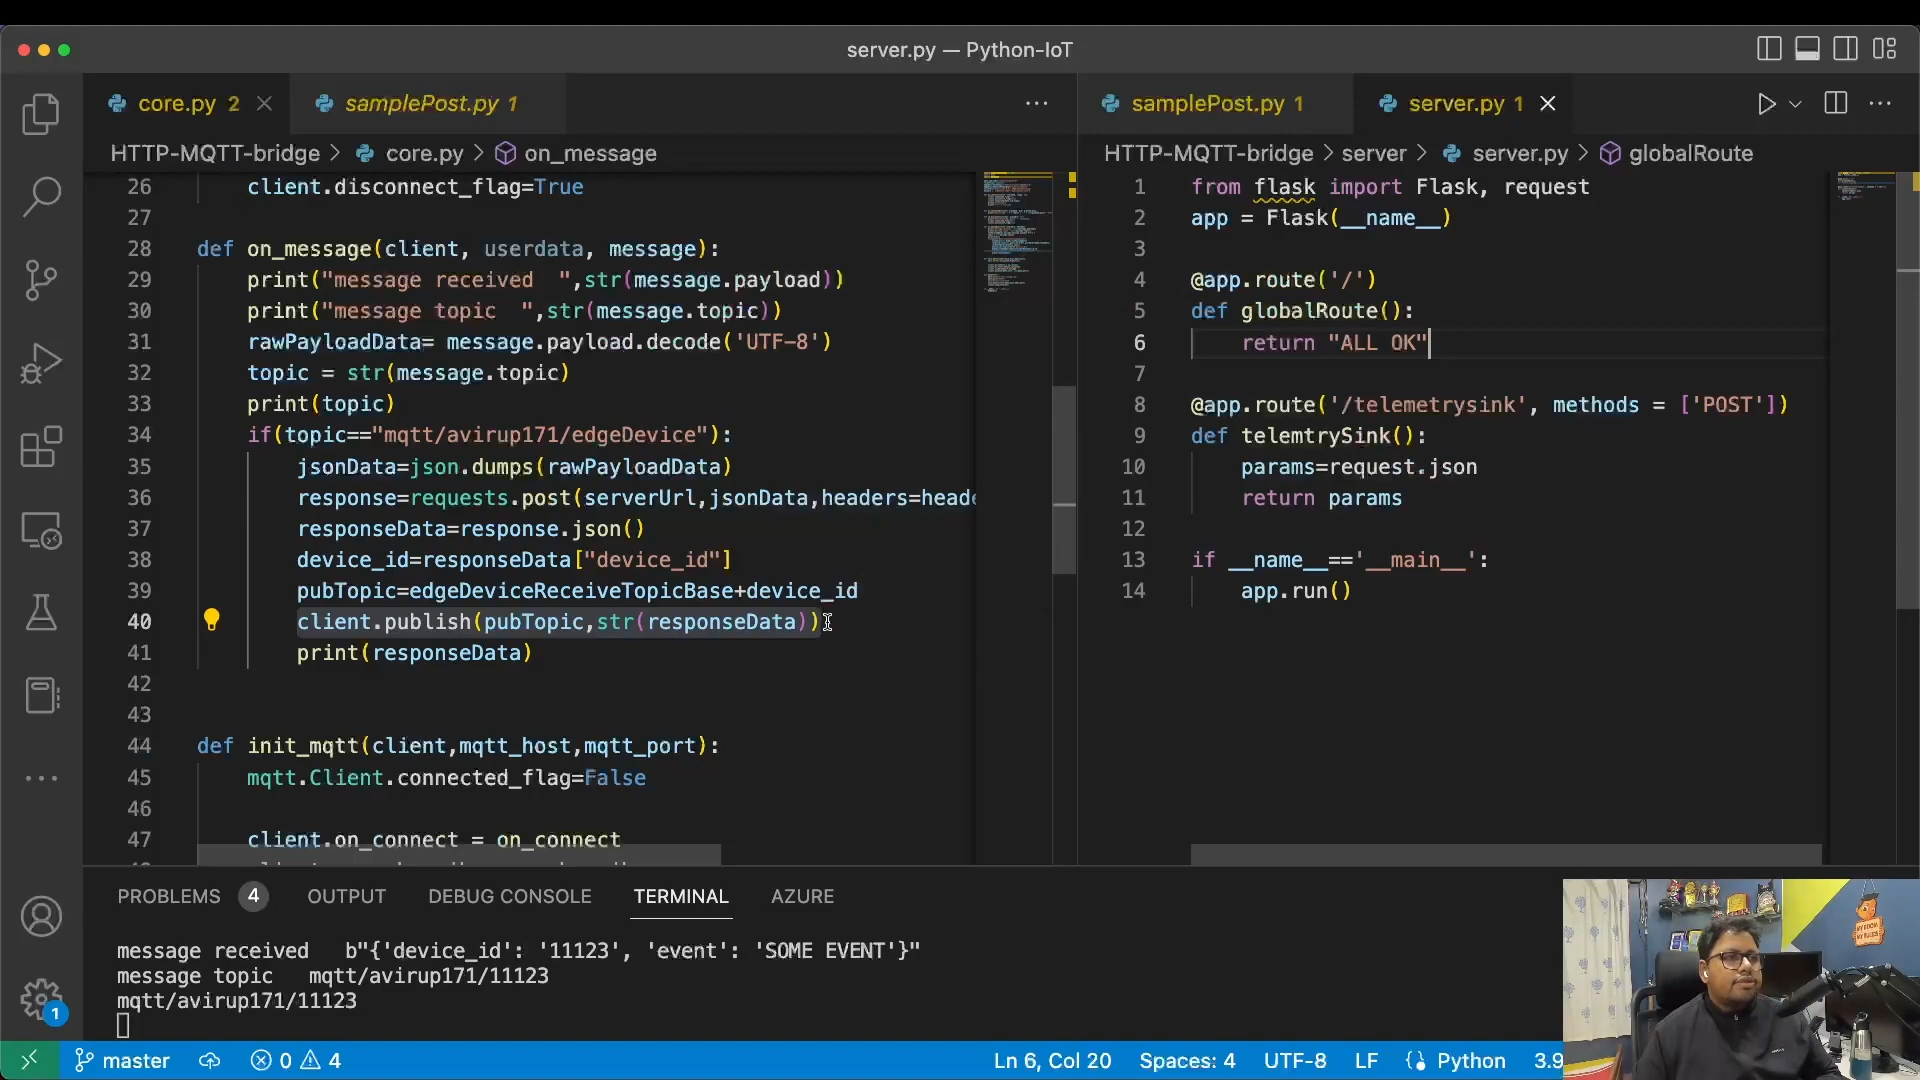 server.py — Python-IoT
core.py 2
samplePost.py 1
samplePost.py 1
server.py 1
HTTP-MQTT-bridge > core.py > on_message
HTTP-MQTT-bridge > server > server.py > globalRoute
26 client.disconnect_flag=True
27
28 def on_message(client, userdata, message):
29 print("message received  ",str(message.payload))
30 print("message topic  ",str(message.topic))
31 rawPayloadData= message.payload.decode('UTF-8')
32 topic = str(message.topic)
33 print(topic)
34 if(topic=="mqtt/avirup171/edgeDevice"):
35 jsonData=json.dumps(rawPayloadData)
36 response=requests.post(serverUrl,jsonData,headers=heade
37 responseData=response.json()
38 device_id=responseData["device_id"]
39 pubTopic=edgeDeviceReceiveTopicBase+device_id
40 client.publish(pubTopic,str(responseData))
41 print(responseData)
42
43
44 def init_mqtt(client,mqtt_host,mqtt_port):
45 mqtt.Client.connected_flag=False
46
47 client.on_connect = on_connect
1 from flask import Flask, request
2 app = Flask(__name__)
3
4 @app.route('/')
5 def globalRoute():
6 return "ALL OK"
7
8 @app.route('/telemetrysink', methods = ['POST'])
9 def telemtrySink():
10 params=request.json
11 return params
12
13 if __name__=='__main__':
14 app.run()
PROBLEMS 4 OUTPUT DEBUG CONSOLE TERMINAL AZURE
message received   b"{'device_id': '11123', 'event': 'SOME EVENT'}"
message topic   mqtt/avirup171/11123
mqtt/avirup171/11123
1
master 0 4 Ln 6, Col 20 Spaces: 4 UTF-8 LF Python 3.9